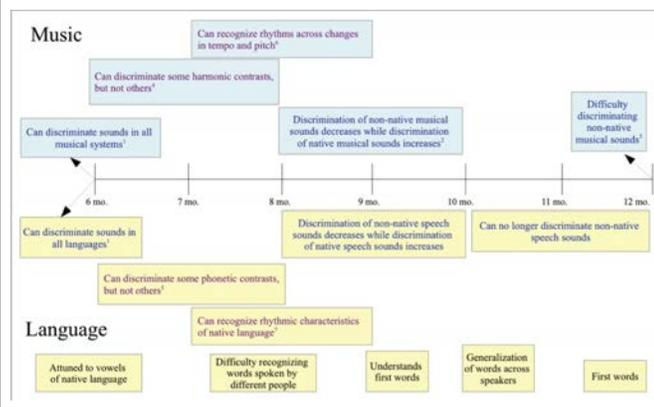 Music
Can recognize rhythms across changes
in tempo and pitch⁶
Can discriminate some harmonic contrasts,
but not others⁴
Can discriminate sounds in all
musical systems¹
Discrimination of non-native musical
sounds decreases while discrimination
of native musical sounds increases²
Difficulty
discriminating
non-native
musical sounds³
6 mo.
7 mo.
8 mo.
9 mo.
10 mo.
11 mo.
12 mo.
Can discriminate sounds in
all languages¹
Discrimination of non-native speech
sounds decreases while discrimination
of native speech sounds increases
Can no longer discriminate non-native
speech sounds
Can discriminate some phonetic contrasts,
but not others⁵
Can recognize rhythmic characteristics
of native language⁷
Language
Attuned to vowels
of native language
Difficulty recognizing
words spoken by
different people
Understands
first words
Generalization
of words across
speakers
First words